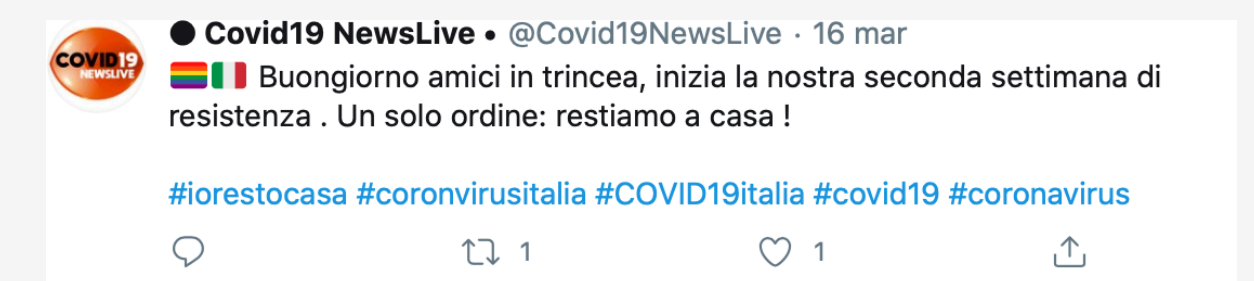 COVID19
NEWSLIVE
● Covid19 NewsLive • @Covid19NewsLive · 16 mar
🏳️‍🌈🇮🇹 Buongiorno amici in trincea, inizia la nostra seconda settimana di
resistenza . Un solo ordine: restiamo a casa !
#iorestocasa #coronvirusitalia #COVID19italia #covid19 #coronavirus
1 1